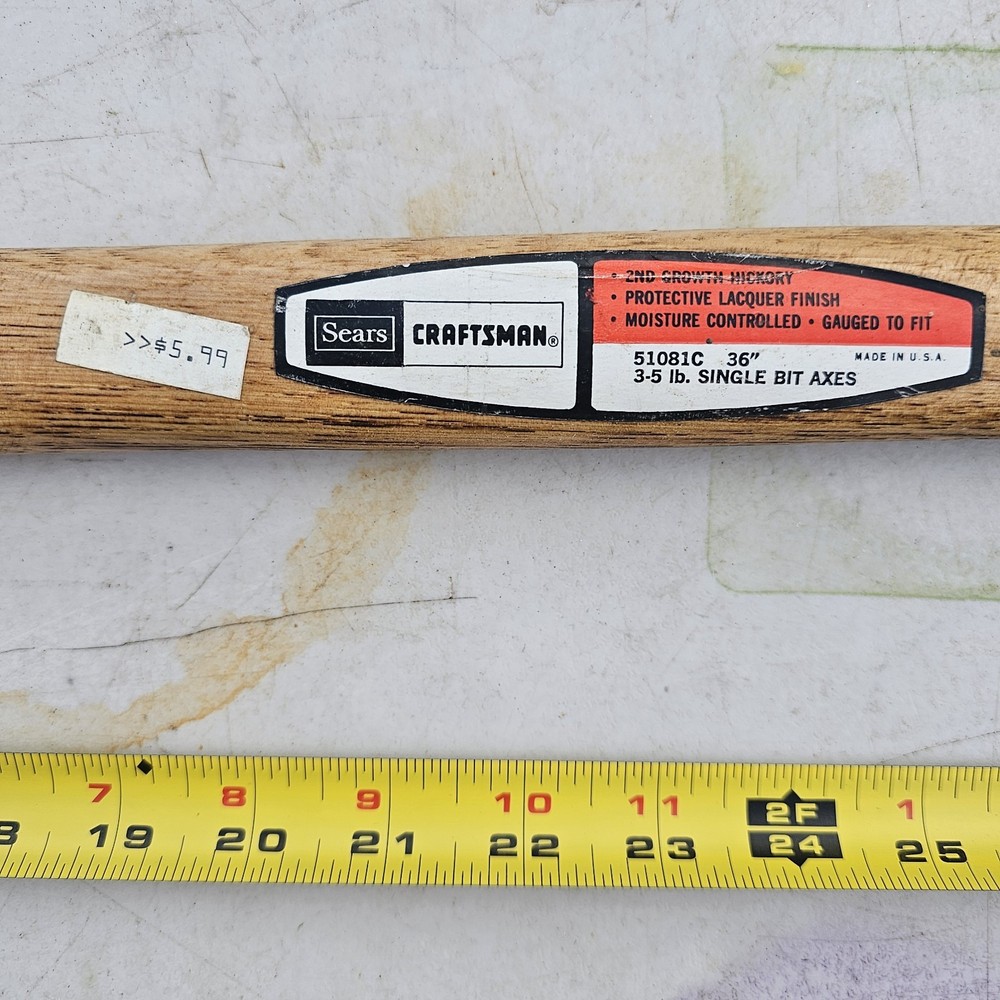 >>$5.99
Sears CRAFTSMAN®
• 2ND GROWTH HICKORY
• PROTECTIVE LACQUER FINISH
• MOISTURE CONTROLLED • GAUGED TO FIT
51081C 36” MADE IN U.S.A.
3-5 lb. SINGLE BIT AXES
7 8 9 10 11 2F 1
8 19 20 21 22 23 24 25